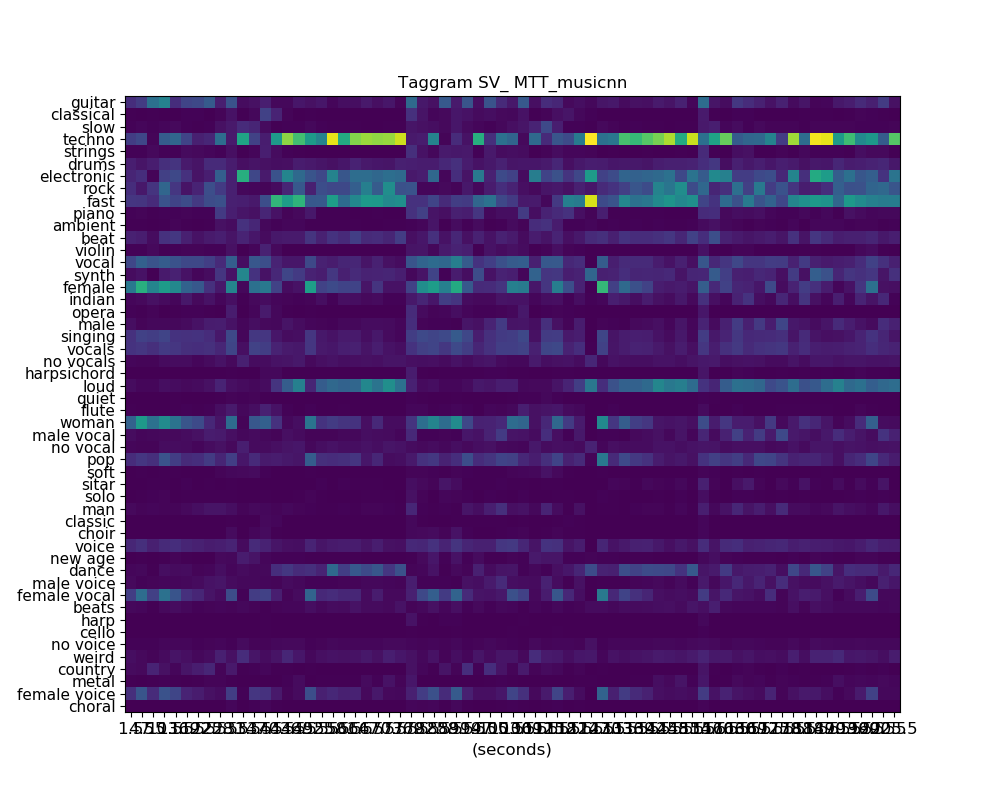 Taggram SV_ MTT_musicnn
guitar
classical
slow
techno
strings
drums
electronic
rock
fast
piano
ambient
beat
violin
vocal
synth
female
indian
opera
male
singing
vocals
no vocals
harpsichord
loud
quiet
flute
woman
male vocal
no vocal
pop
soft
sitar
solo
man
classic
choir
voice
new age
dance
male voice
female vocal
beats
harp
cello
no voice
weird
country
metal
female voice
choral
(seconds)